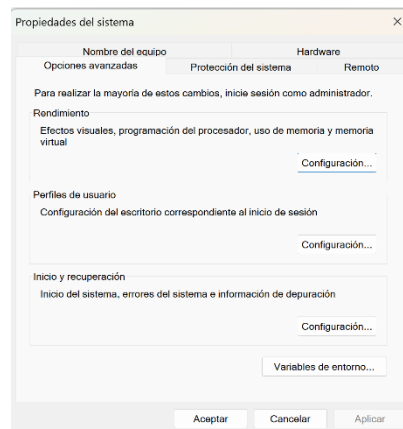 Propiedades del sistema
Nombre del equipo Hardware
Opciones avanzadas Protección del sistema Remoto
Para realizar la mayoría de estos cambios, inicie sesión como administrador.
Rendimiento
Efectos visuales, programación del procesador, uso de memoria y memoria
virtual
Configuración...
Perfiles de usuario
Configuración del escritorio correspondiente al inicio de sesión
Configuración...
Inicio y recuperación
Inicio del sistema, errores del sistema e información de depuración
Configuración...
Variables de entorno...
Aceptar Cancelar Aplicar